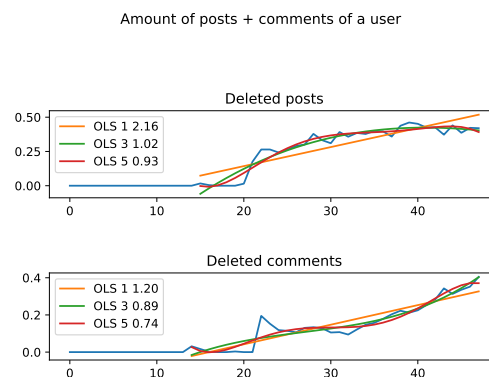 Amount of posts + comments of a user
Deleted posts
0.50
0.25
0.00
OLS 1 2.16
OLS 3 1.02
OLS 5 0.93
0 10 20 30 40
Deleted comments
0.4
0.2
0.0
OLS 1 1.20
OLS 3 0.89
OLS 5 0.74
0 10 20 30 40